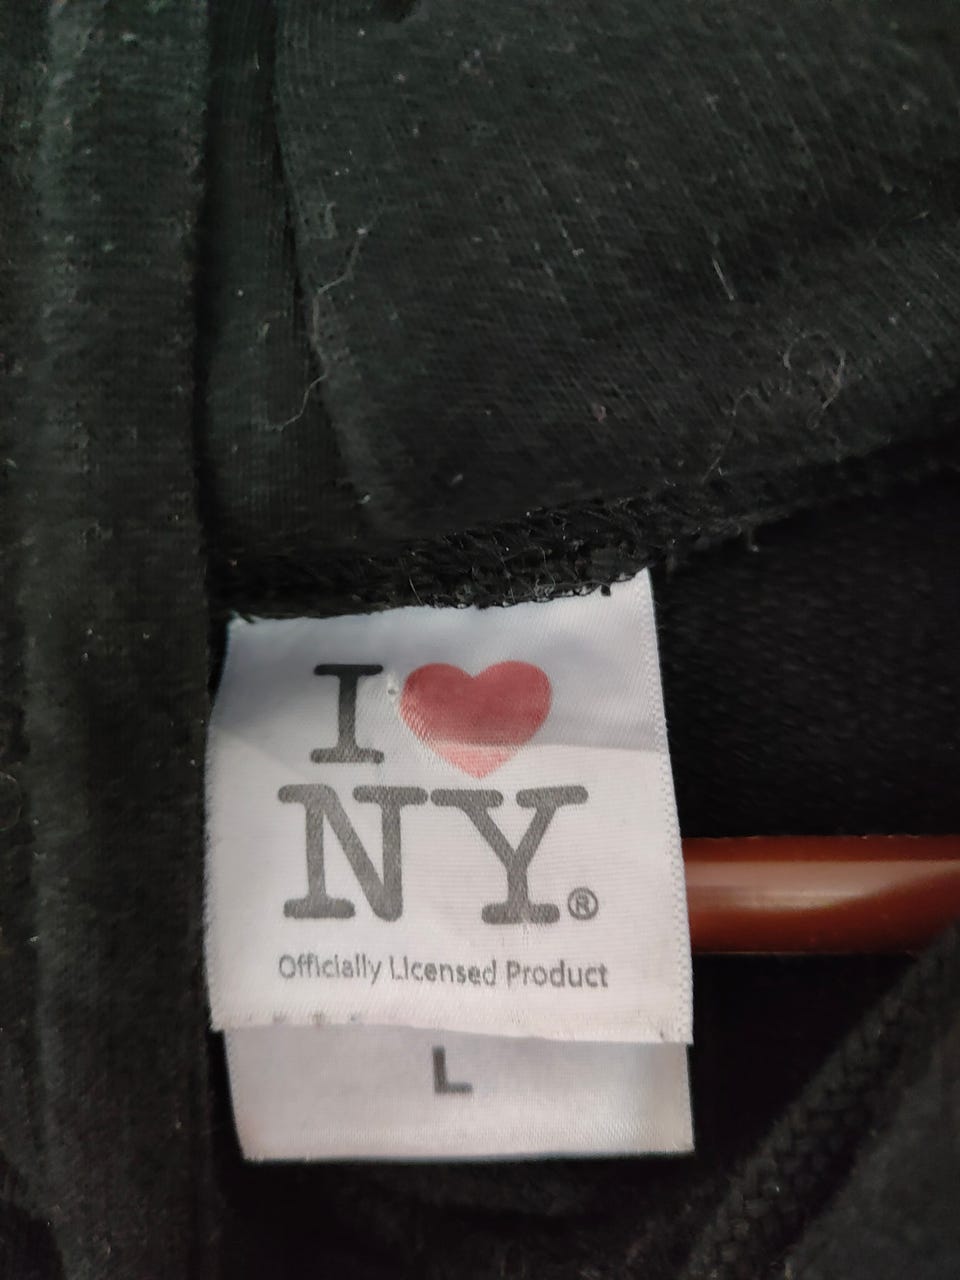 I ❤ NY®
Officially Licensed Product
L